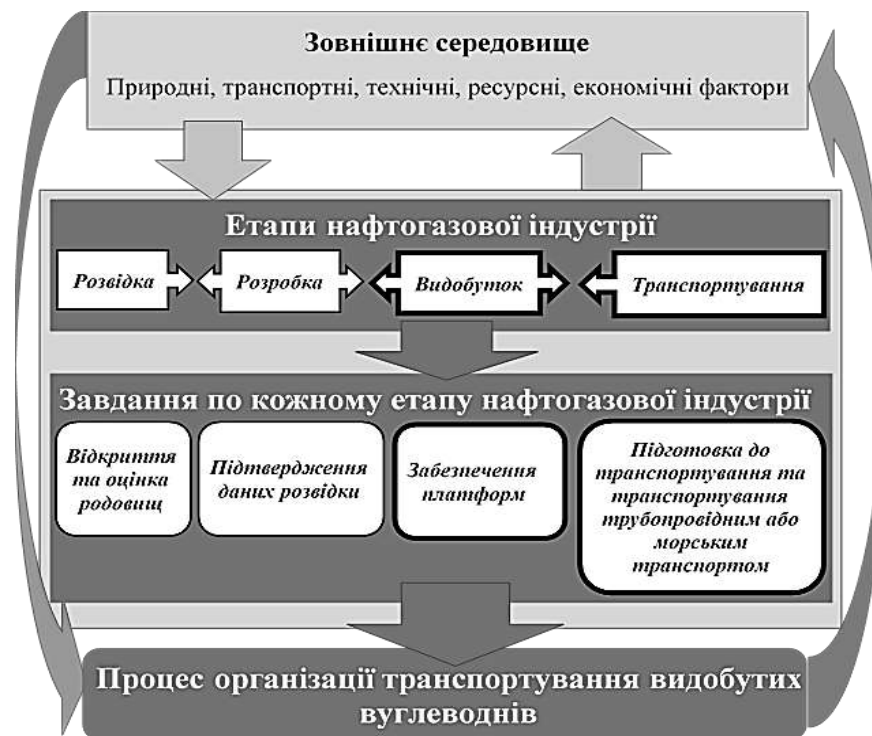 Зовнішнє середовище
Природні, транспортні, технічні, ресурсні, економічні фактори
Етапи нафтогазової індустрії
Розвідка
Розробка
Видобуток
Транспортування
Завдання по кожному етапу нафтогазової індустрії
Відкриття
та оцінка
родовищ
Підтвердження
даних розвідки
Забезпечення
платформ
Підготовка до
транспортування та
транспортування
трубопровідним або
морським
транспортом
Процес організації транспортування видобутих
вуглеводнів